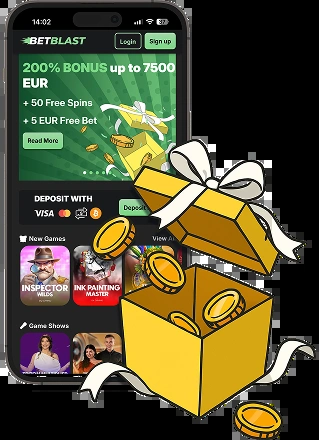 14:02
BETBLAST
Login
Sign up
200% BONUS up to 7500
EUR
+ 50 Free Spins
+ 5 EUR Free Bet
Read More
DEPOSIT WITH
VISA
Deposit
New Games
View
INSPECTOR
WILDS
INK PAINTING
MASTER
Game Shows